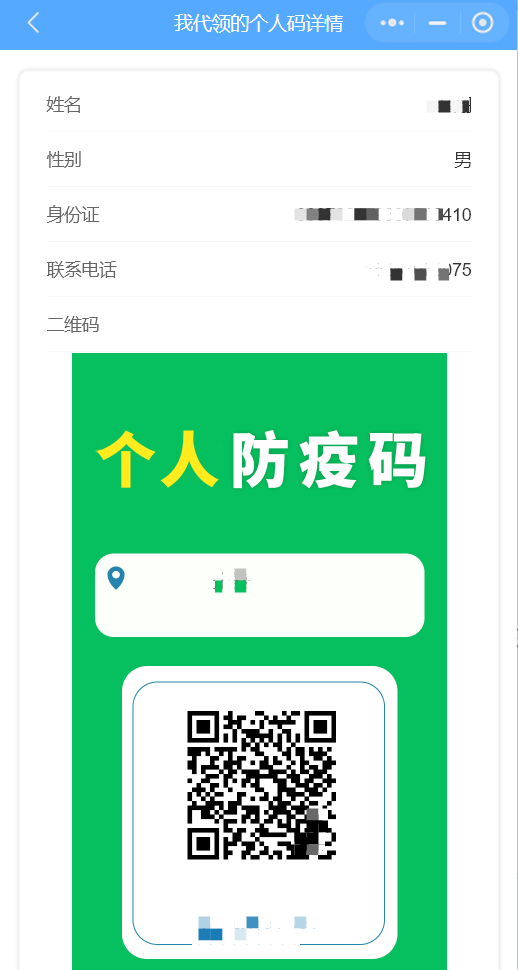 我代领的个人码详情
姓名
性别 男
身份证 410
联系电话 075
二维码
个人防疫码